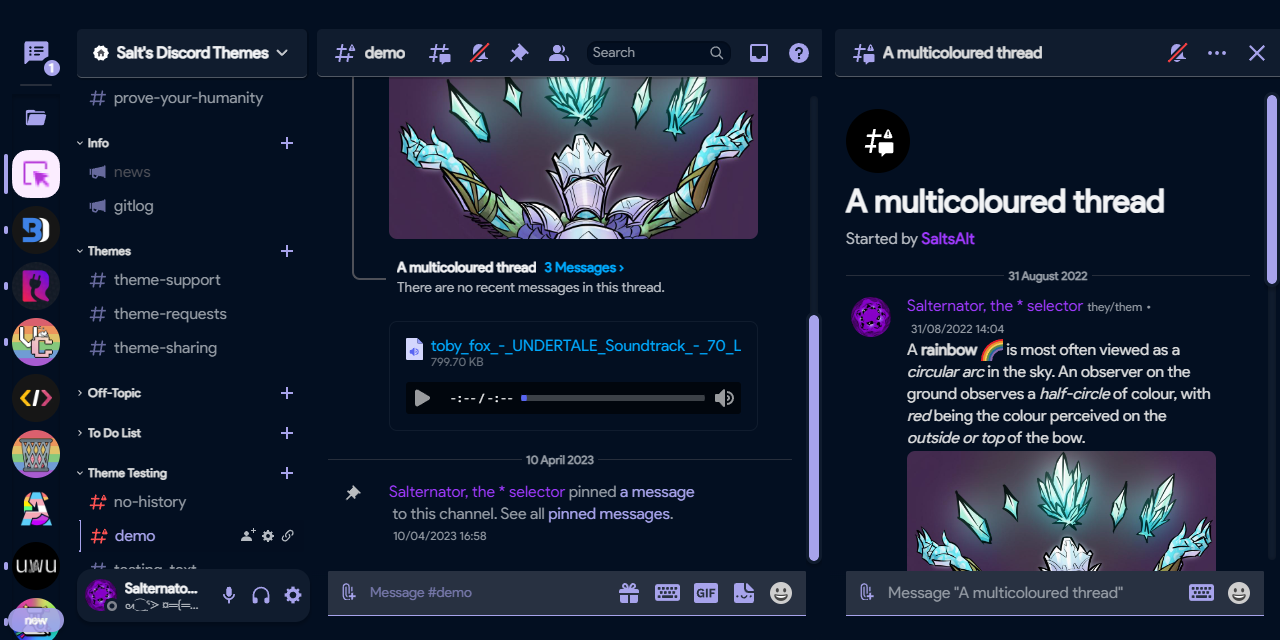 1
new
uwu
Salt's Discord Themes
prove-your-humanity
Info
news
gitlog
Themes
theme-support
theme-requests
theme-sharing
Off-Topic
To Do List
Theme Testing
no-history
demo
testing-text
Salternato...
demo
Search
A multicoloured thread 3 Messages ›
There are no recent messages in this thread.
toby_fox_-_UNDERTALE_Soundtrack_-_70_L
799.70 KB
-:-- / -:--
10 April 2023
Salternator, the * selector pinned a message
to this channel. See all pinned messages.
10/04/2023 16:58
Message #demo
GIF
A multicoloured thread
A multicoloured thread
Started by SaltsAlt
31 August 2022
Salternator, the * selector they/them •
31/08/2022 14:04
A rainbow 🌈 is most often viewed as a
circular arc in the sky. An observer on the
ground observes a half-circle of colour, with
red being the colour perceived on the
outside or top of the bow.
Message "A multicoloured thread"